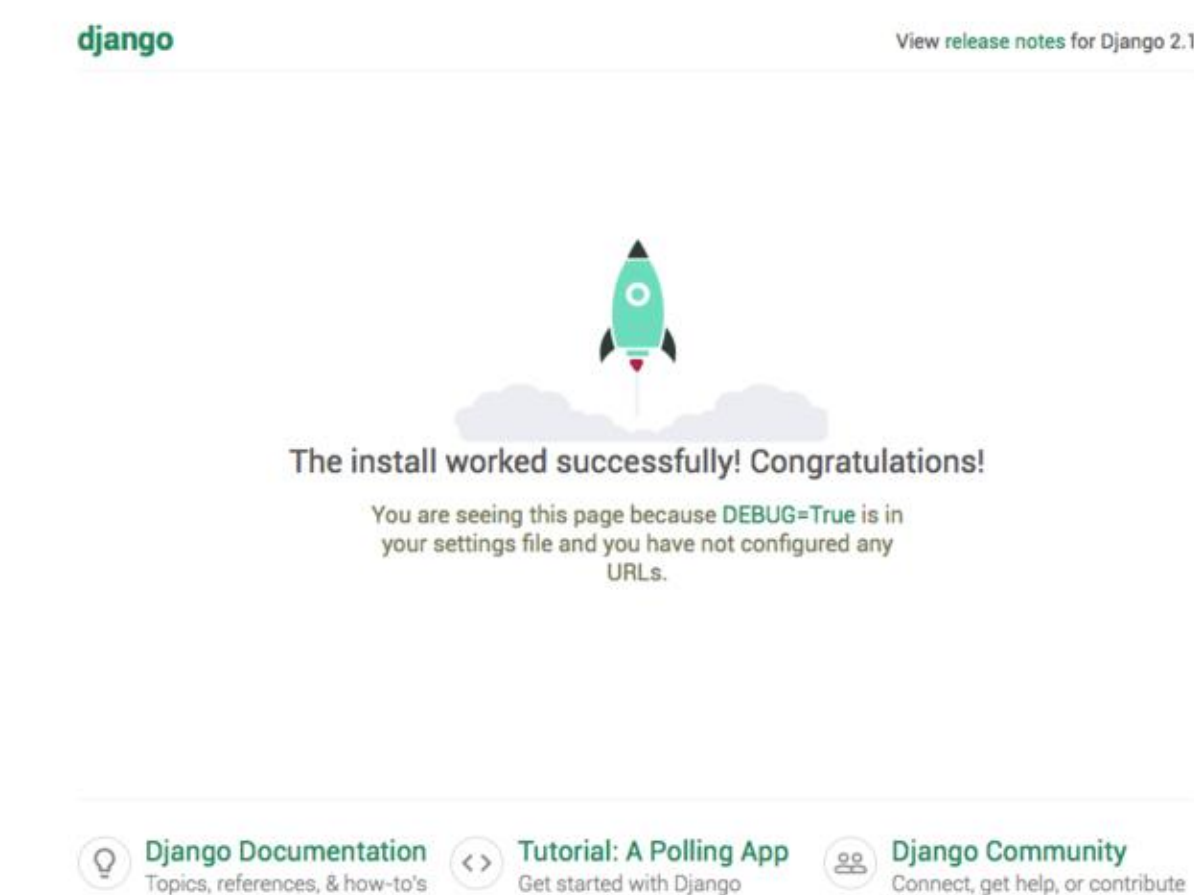 django
View release notes for Django 2.1
The install worked successfully! Congratulations!
You are seeing this page because DEBUG=True is in
your settings file and you have not configured any
URLs.
Django Documentation
Topics, references, & how-to's
Tutorial: A Polling App
Get started with Django
Django Community
Connect, get help, or contribute